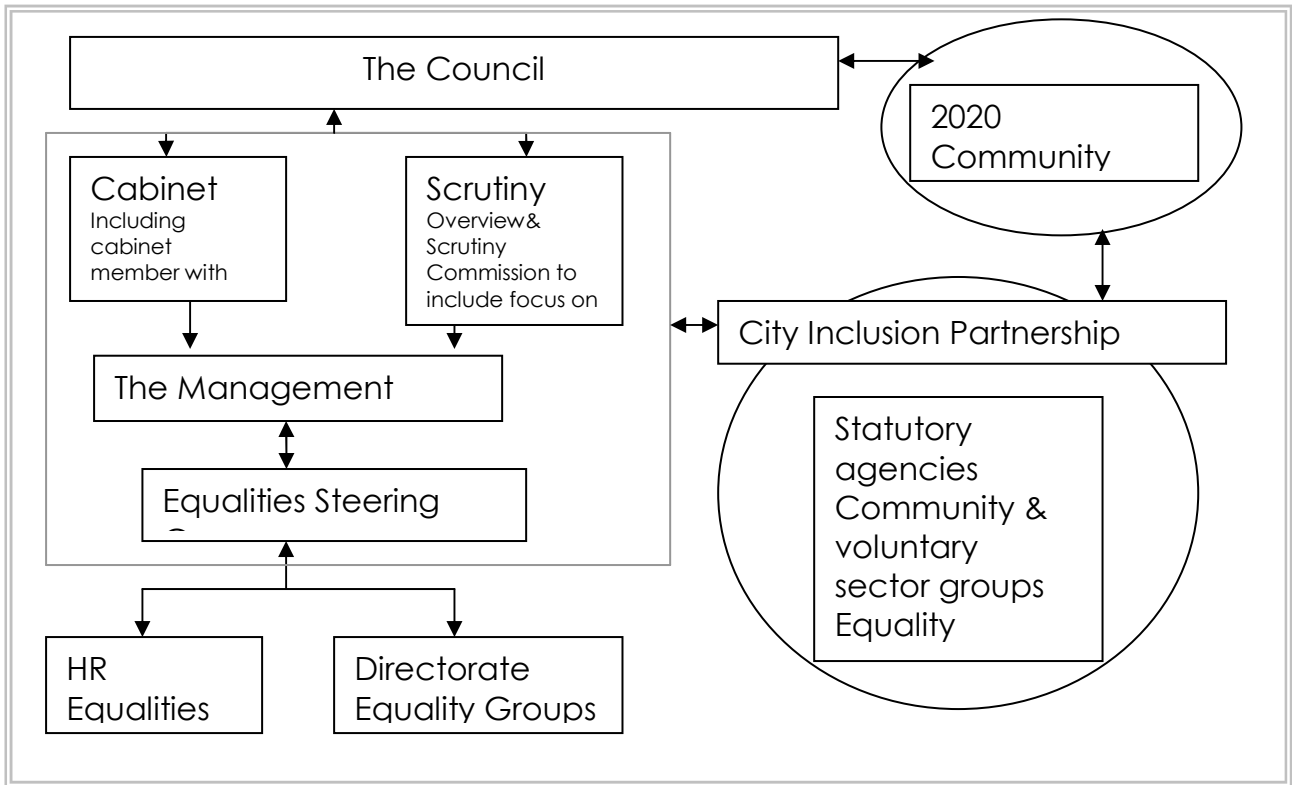 The Council
2020
Community
Cabinet
Including
cabinet
member with
Scrutiny
Overview&
Scrutiny
Commission to
include focus on
City Inclusion Partnership
The Management
Equalities Steering
Statutory
agencies
Community &
voluntary
sector groups
Equality
HR
Equalities
Directorate
Equality Groups